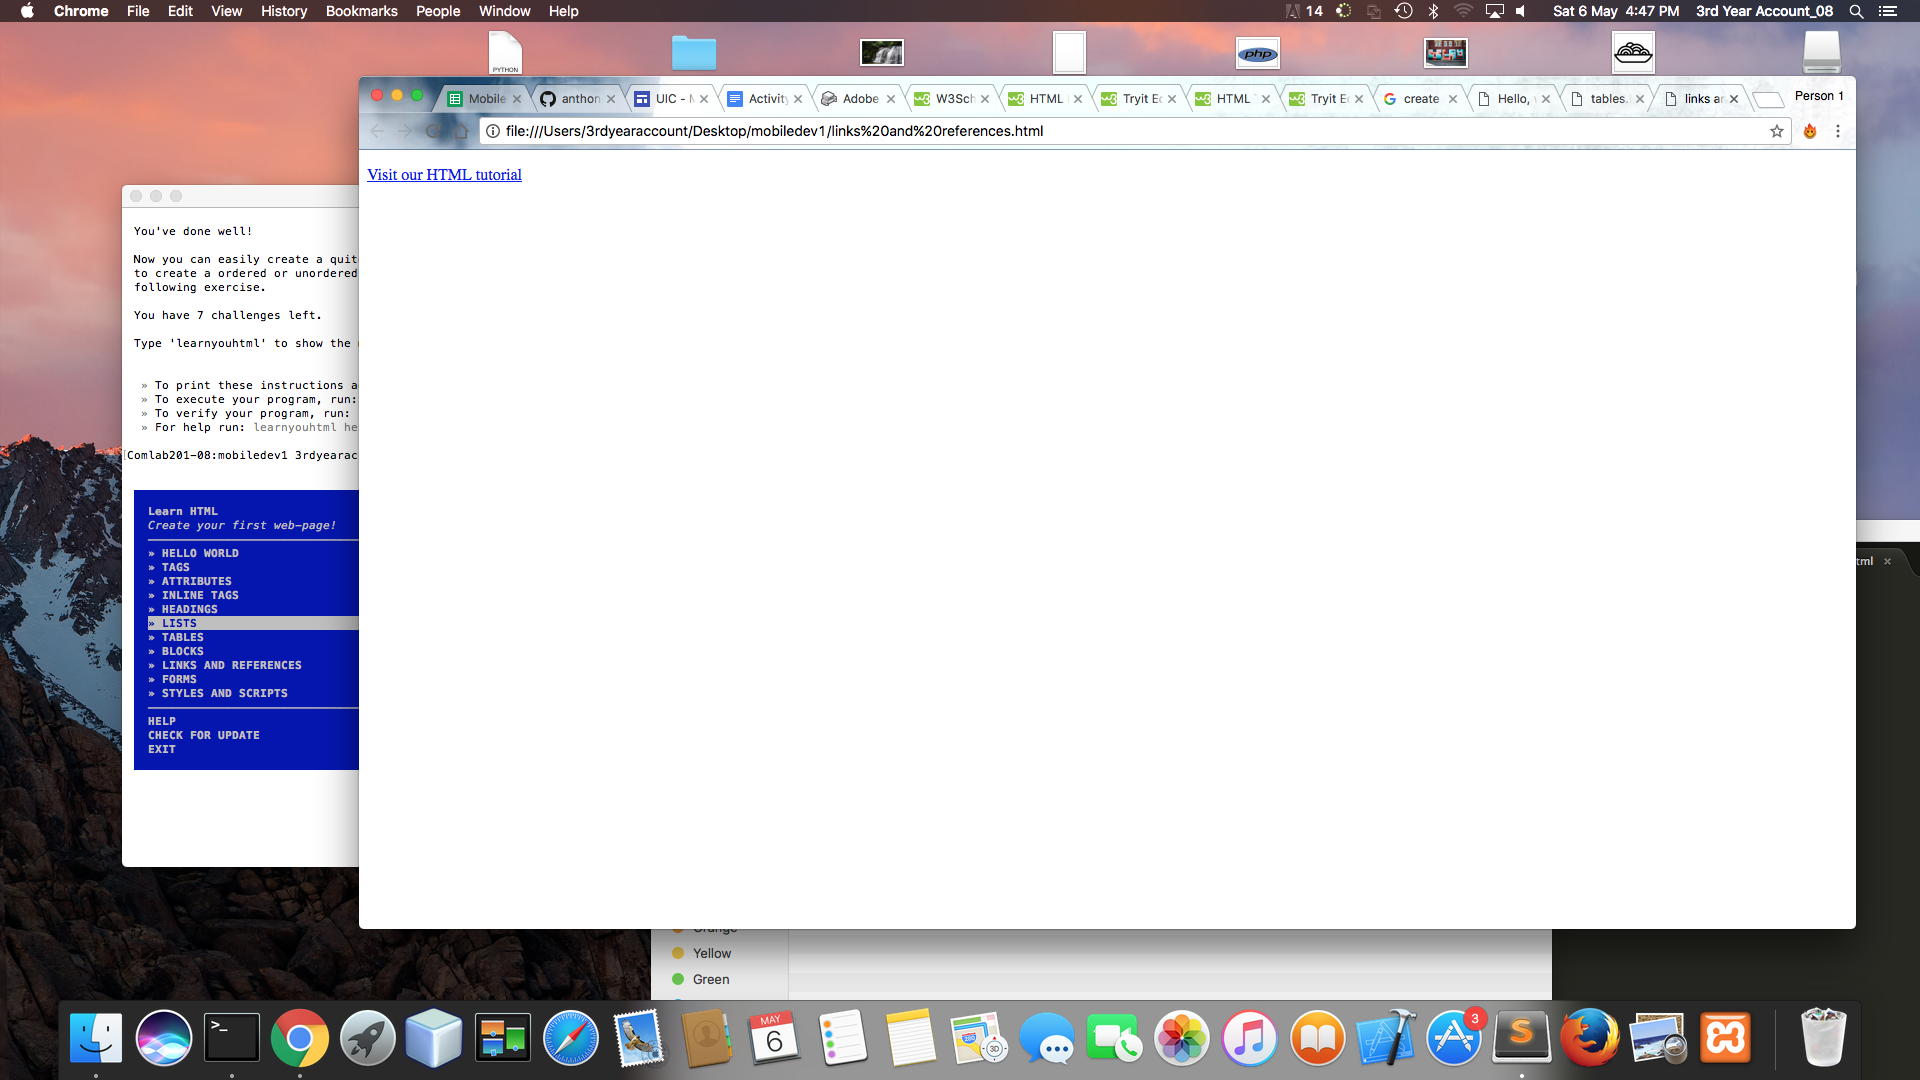 Chrome File Edit View History Bookmarks People Window Help
14 Sat 6 May 4:47 PM 3rd Year Account_08
PYTHON
php
Mobile
anthon
UIC - M
Activity
Adobe
W3Sch
HTML
Tryit Ec
HTML
Tryit Ec
create
Hello,
tables.
links a
Person 1
file:///Users/3rdyearaccount/Desktop/mobiledev1/links%20and%20references.html
Visit our HTML tutorial
You've done well!
Now you can easily create a quit
to create a ordered or unordered
following exercise.
You have 7 challenges left.
Type 'learnyouhtml' to show the
» To print these instructions a
» To execute your program, run:
» To verify your program, run:
» For help run: learnyouhtml he
[Comlab201-08:mobiledev1 3rdyearac
Learn HTML
Create your first web-page!
» HELLO WORLD
» TAGS
» ATTRIBUTES
» INLINE TAGS
» HEADINGS
» LISTS
» TABLES
» BLOCKS
» LINKS AND REFERENCES
» FORMS
» STYLES AND SCRIPTS
HELP
CHECK FOR UPDATE
EXIT
tml
Orange
Yellow
Green
MAY
6
280
3D
3